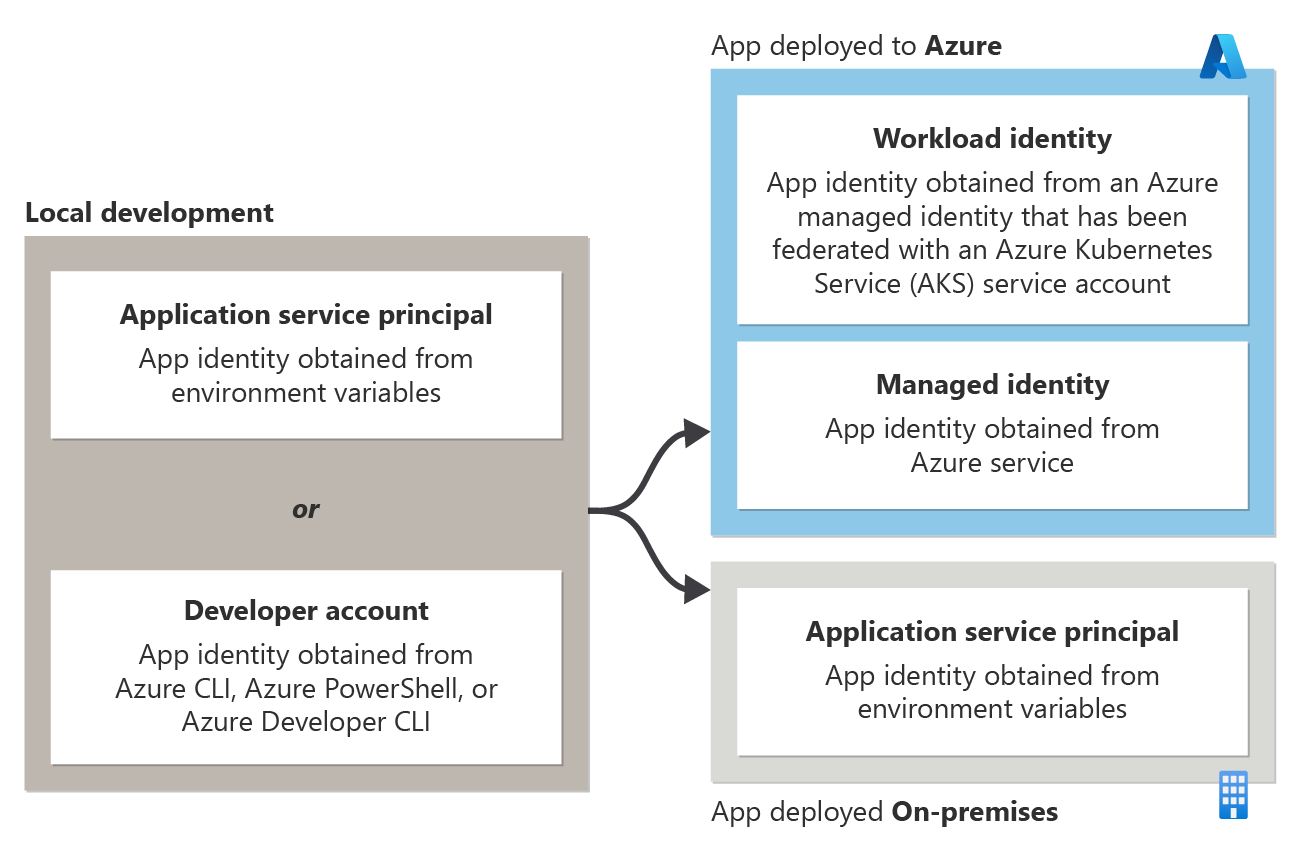 Local development
Application service principal
App identity obtained from
environment variables
or
Developer account
App identity obtained from
Azure CLI, Azure PowerShell, or
Azure Developer CLI
App deployed to Azure
Workload identity
App identity obtained from an Azure
managed identity that has been
federated with an Azure Kubernetes
Service (AKS) service account
Managed identity
App identity obtained from
Azure service
Application service principal
App identity obtained from
environment variables
App deployed On-premises